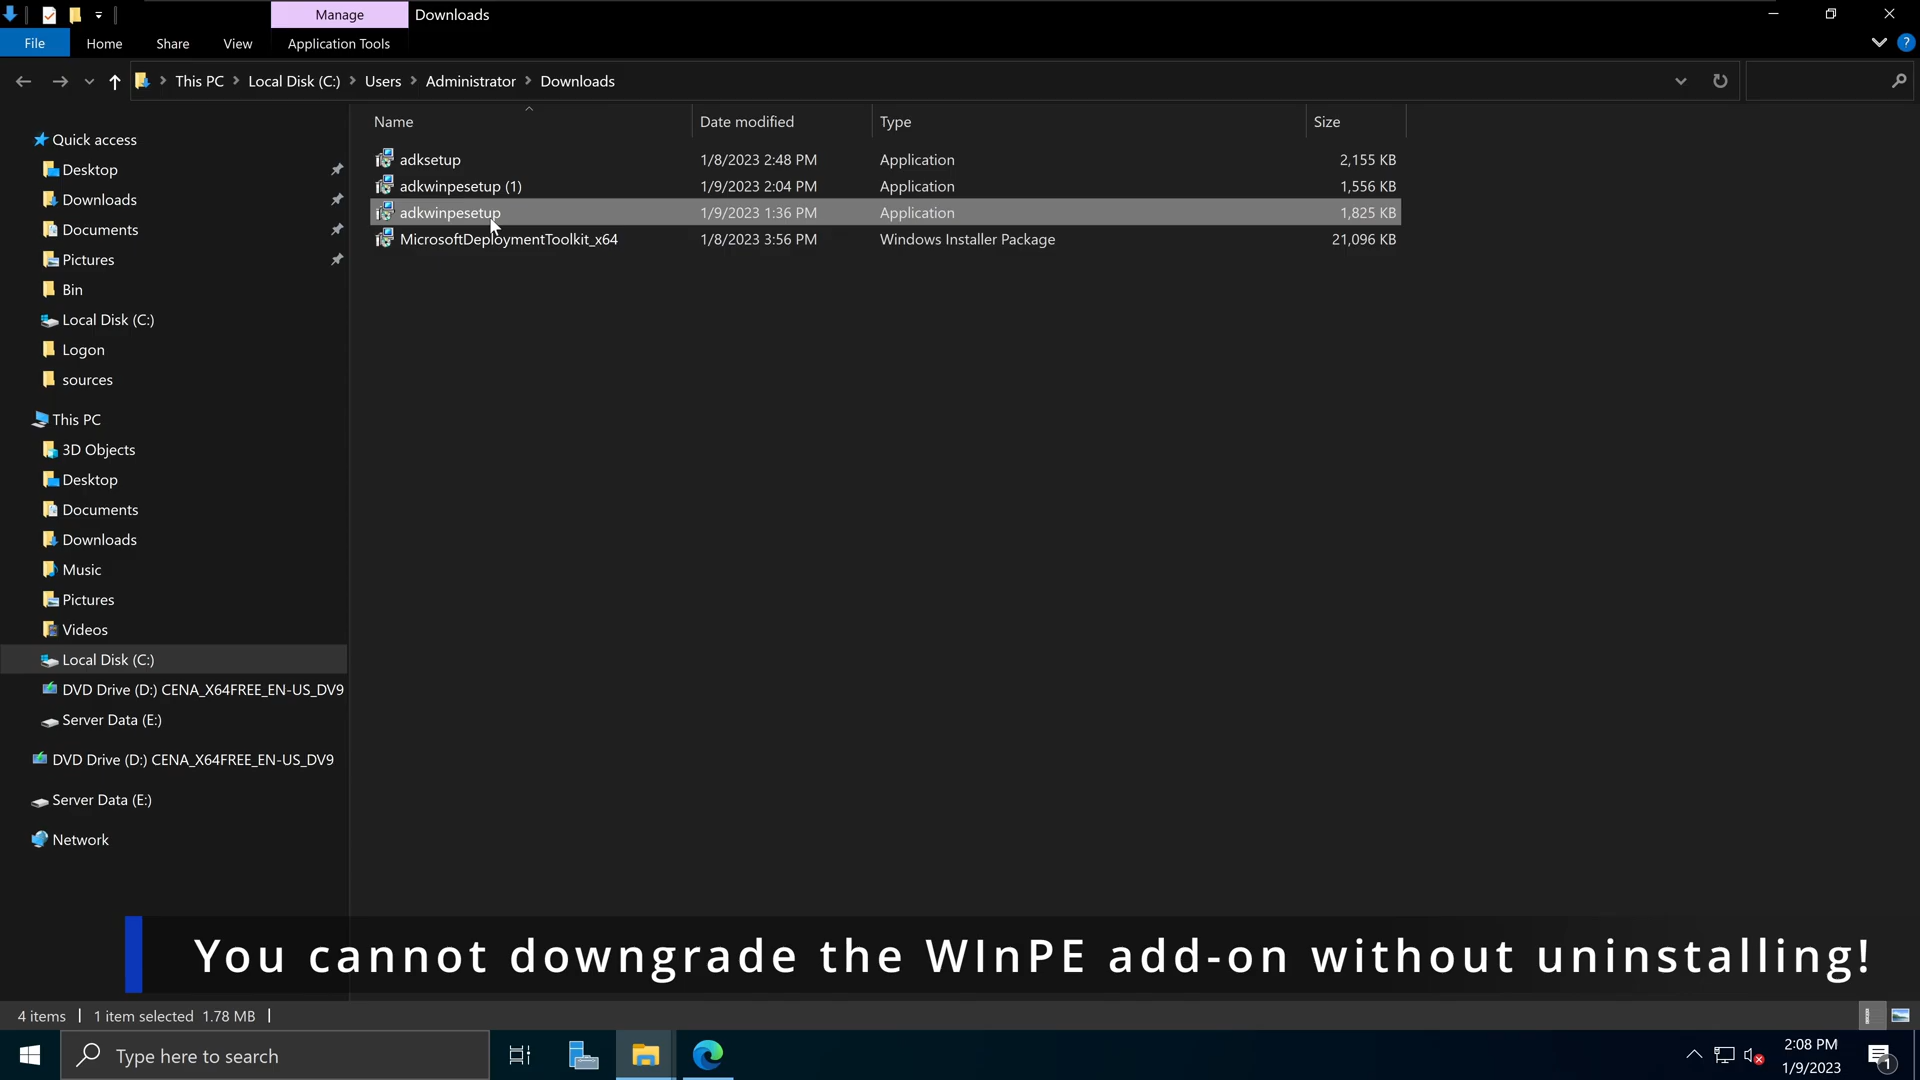 Manage
Downloads
File
Home
Share
View
Application Tools
?
This PC
Local Disk (C:)
Users
Administrator
Downloads
Name
Date modified
Type
Size
adksetup
1/8/2023 2:48 PM
Application
2,155 KB
adkwinpesetup (1)
1/9/2023 2:04 PM
Application
1,556 KB
adkwinpesetup
1/9/2023 1:36 PM
Application
1,825 KB
MicrosoftDeploymentToolkit_x64
1/8/2023 3:56 PM
Windows Installer Package
21,096 KB
Quick access
Desktop
Downloads
Documents
Pictures
Bin
Local Disk (C:)
Logon
sources
This PC
3D Objects
Desktop
Documents
Downloads
Music
Pictures
Videos
Local Disk (C:)
DVD Drive (D:) CENA_X64FREE_EN-US_DV9
Server Data (E:)
DVD Drive (D:) CENA_X64FREE_EN-US_DV9
Server Data (E:)
Network
You cannot downgrade the WInPE add-on without uninstalling!
4 items
1 item selected 1.78 MB
Type here to search
2:08 PM
1/9/2023
1